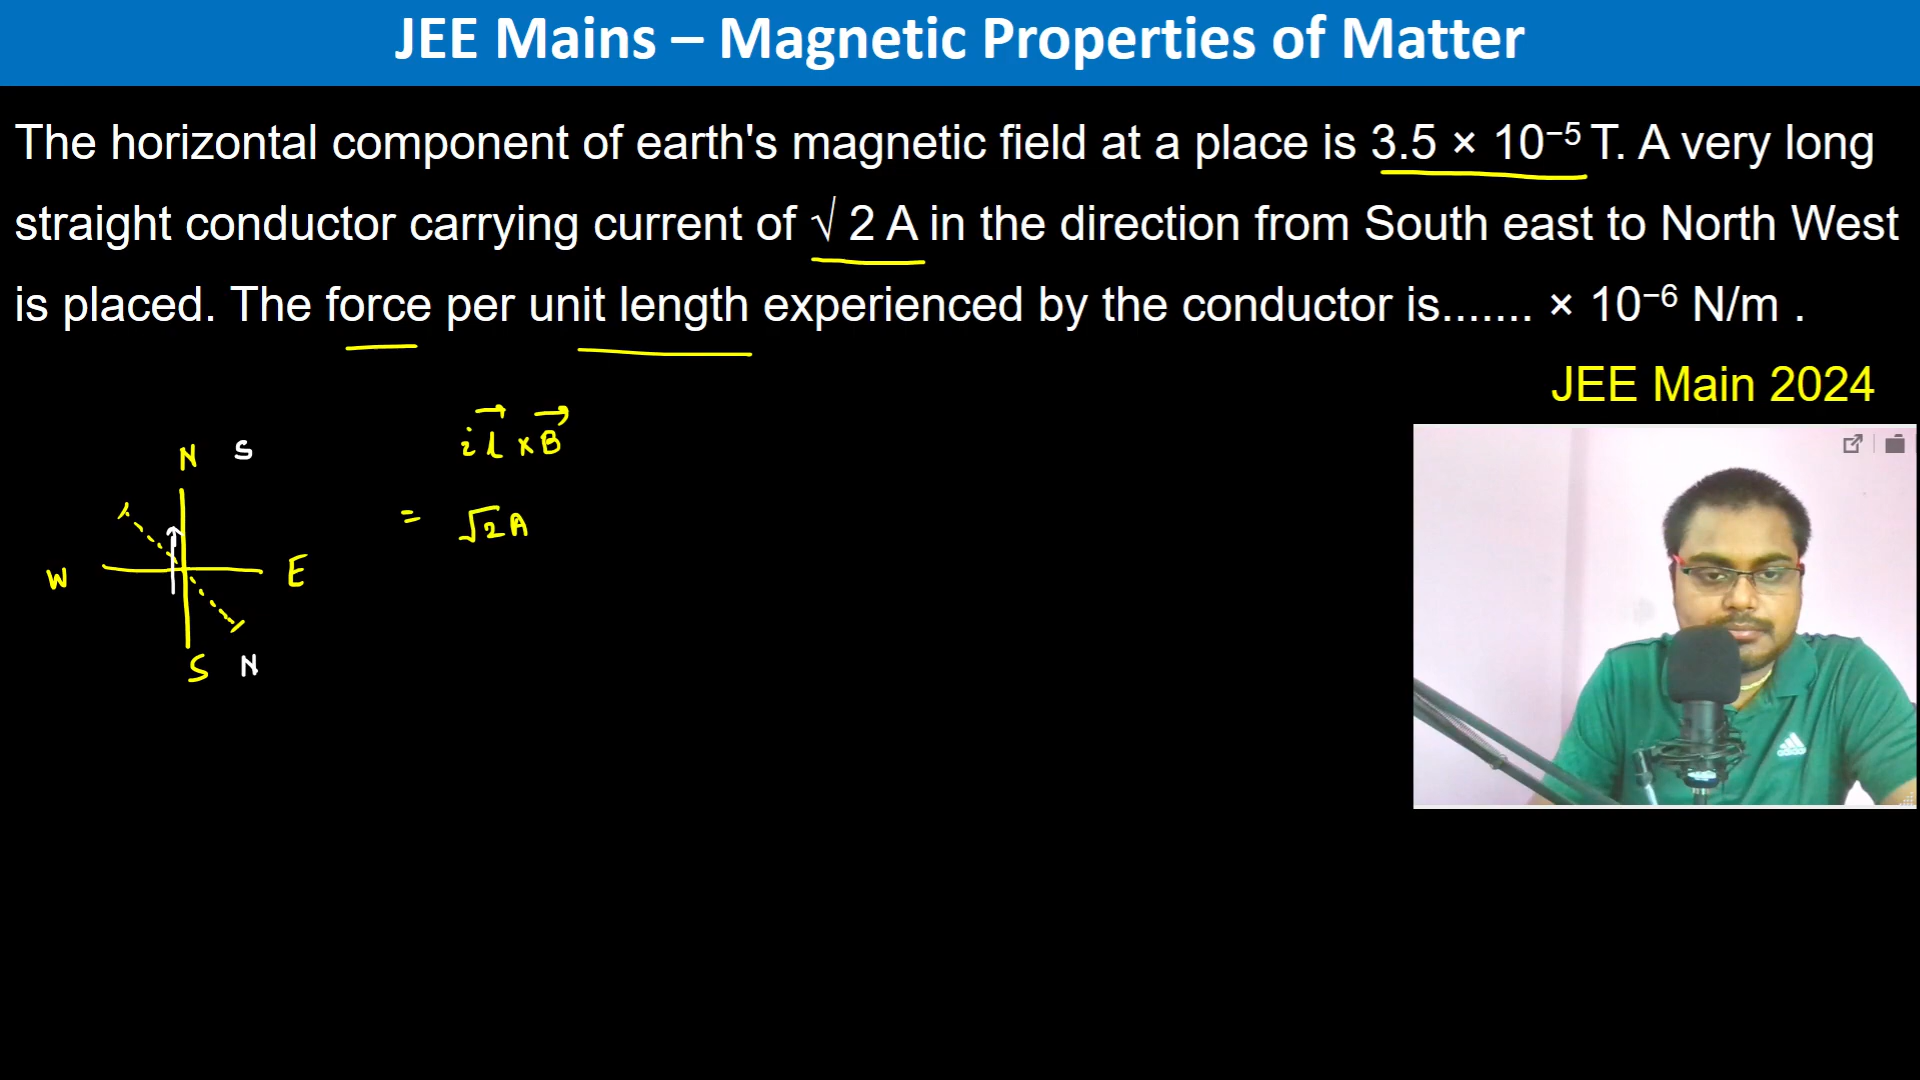 JEE Mains – Magnetic Properties of Matter
The horizontal component of earth's magnetic field at a place is 3.5 × 10⁻⁵ T. A very long
straight conductor carrying current of √ 2 A in the direction from South east to North West
is placed. The force per unit length experienced by the conductor is....... × 10⁻⁶ N/m .
JEE Main 2024
N S
W E
S N
i l × B
= √2 A
adidas